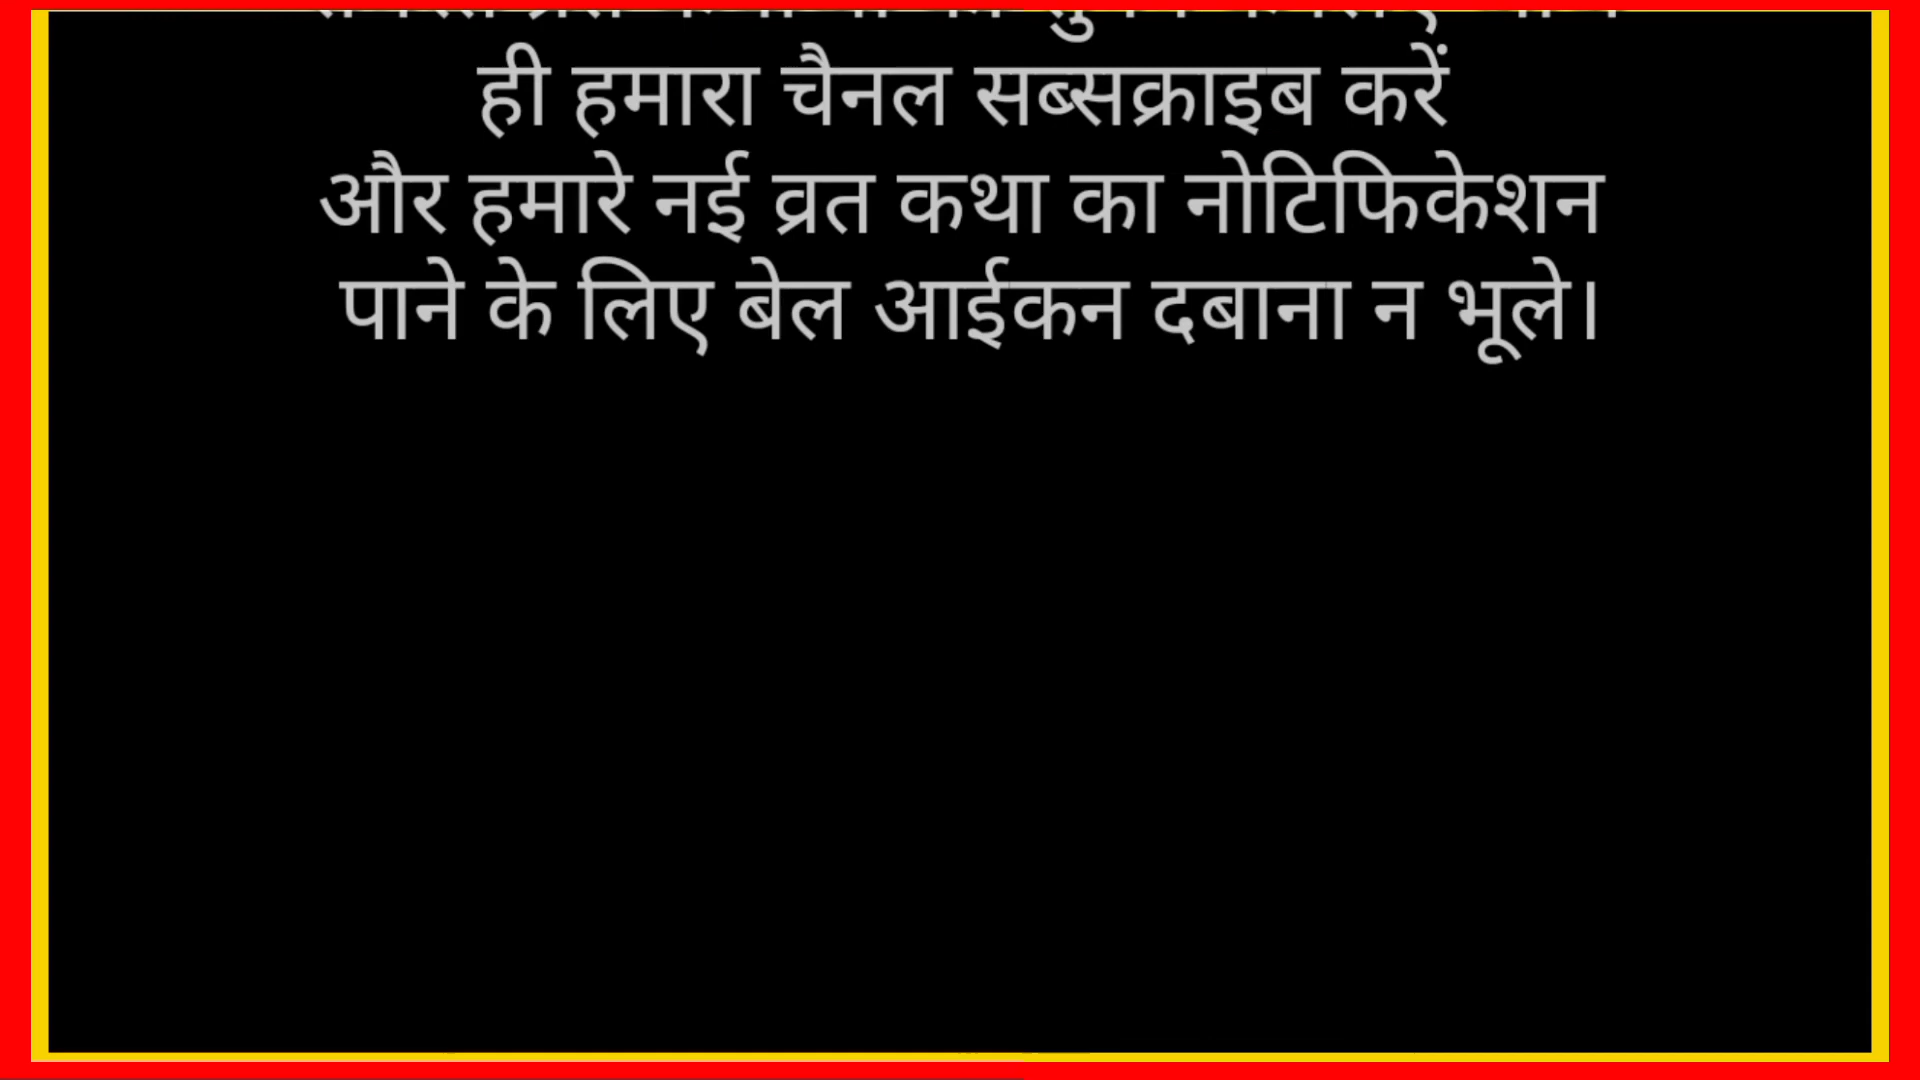 ही हमारा चैनल सब्सक्राइब करें
और हमारे नई व्रत कथा का नोटिफिकेशन
पाने के लिए बेल आईकन दबाना न भूले।